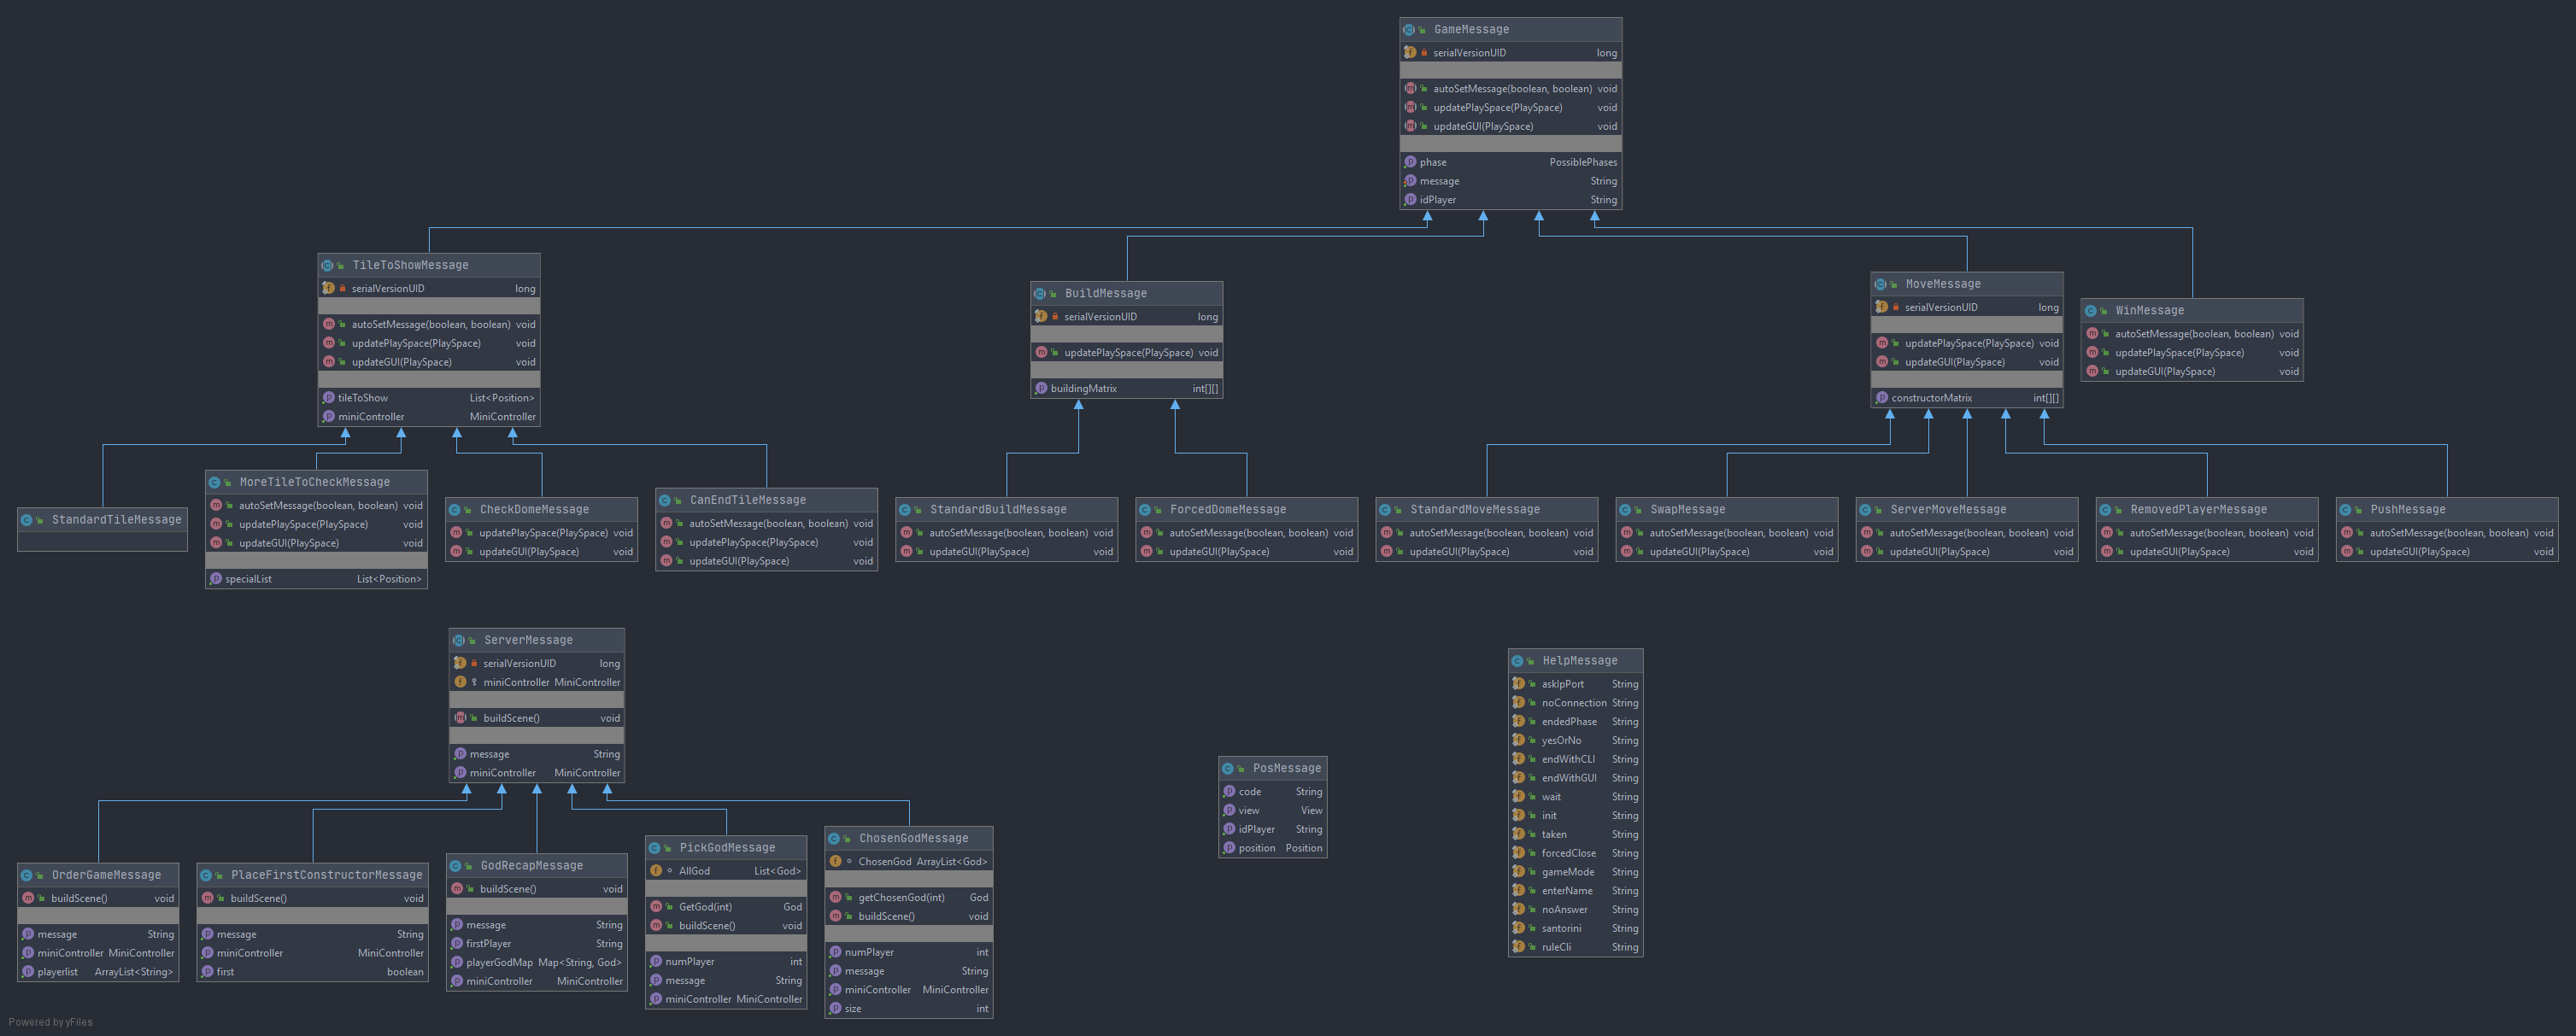 GameMessage
serialVersionUID long
autoSetMessage(boolean, boolean) void
updatePlaySpace(PlaySpace) void
updateGUI(PlaySpace) void
phase PossiblePhases
message String
idPlayer String
TileToShowMessage
serialVersionUID long
autoSetMessage(boolean, boolean) void
updatePlaySpace(PlaySpace) void
updateGUI(PlaySpace) void
tileToShow List<Position>
miniController MiniController
BuildMessage
serialVersionUID long
updatePlaySpace(PlaySpace) void
buildingMatrix int[][]
MoveMessage
serialVersionUID long
updatePlaySpace(PlaySpace) void
updateGUI(PlaySpace) void
constructorMatrix int[][]
WinMessage
autoSetMessage(boolean, boolean) void
updatePlaySpace(PlaySpace) void
updateGUI(PlaySpace) void
StandardTileMessage
MoreTileToCheckMessage
autoSetMessage(boolean, boolean) void
updatePlaySpace(PlaySpace) void
updateGUI(PlaySpace) void
specialList List<Position>
CheckDomeMessage
updatePlaySpace(PlaySpace) void
updateGUI(PlaySpace) void
CanEndTileMessage
autoSetMessage(boolean, boolean) void
updatePlaySpace(PlaySpace) void
updateGUI(PlaySpace) void
StandardBuildMessage
autoSetMessage(boolean, boolean) void
updateGUI(PlaySpace) void
ForcedDomeMessage
autoSetMessage(boolean, boolean) void
updateGUI(PlaySpace) void
StandardMoveMessage
autoSetMessage(boolean, boolean) void
updateGUI(PlaySpace) void
SwapMessage
autoSetMessage(boolean, boolean) void
updateGUI(PlaySpace) void
ServerMoveMessage
autoSetMessage(boolean, boolean) void
updateGUI(PlaySpace) void
RemovedPlayerMessage
autoSetMessage(boolean, boolean) void
updateGUI(PlaySpace) void
PushMessage
autoSetMessage(boolean, boolean) void
updateGUI(PlaySpace) void
ServerMessage
serialVersionUID long
miniController MiniController
buildScene() void
message String
miniController MiniController
HelpMessage
askIpPort String
noConnection String
endedPhase String
yesOrNo String
endWithCLI String
endWithGUI String
wait String
init String
taken String
forcedClose String
gameMode String
enterName String
noAnswer String
santorini String
ruleCli String
PosMessage
code String
view View
idPlayer String
position Position
OrderGameMessage
buildScene() void
message String
miniController MiniController
playerlist ArrayList<String>
PlaceFirstConstructorMessage
buildScene() void
message String
miniController MiniController
first boolean
GodRecapMessage
buildScene() void
message String
firstPlayer String
playerGodMap Map<String, God>
miniController MiniController
PickGodMessage
AllGod List<God>
GetGod(int) God
buildScene() void
numPlayer int
message String
miniController MiniController
ChosenGodMessage
ChosenGod ArrayList<God>
getChosenGod(int) God
buildScene() void
numPlayer int
message String
miniController MiniController
size int
Powered by yFiles